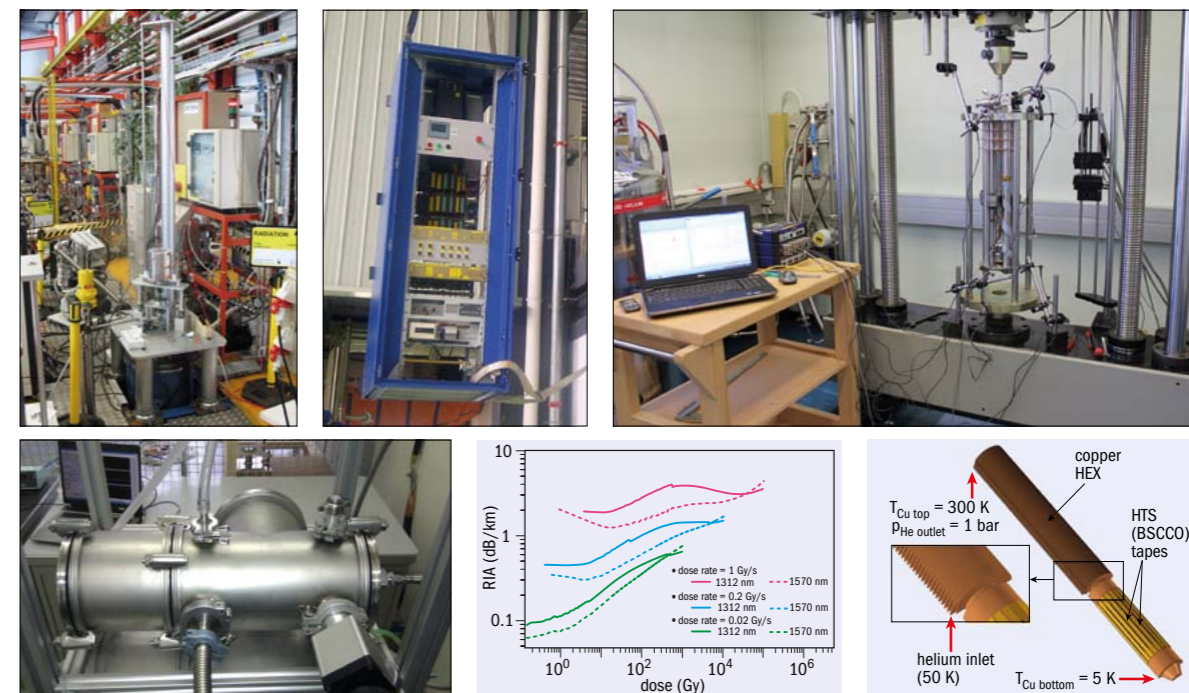 RADIATION
HELIUM
10
1
0.1
RIA (dB/km)
• dose rate = 1 Gy/s
1312 nm 1570 nm
• dose rate = 0.2 Gy/s
1312 nm 1570 nm
• dose rate = 0.02 Gy/s
1312 nm 1570 nm
10⁰ 10² 10⁴ 10⁶
dose (Gy)
copper
HEX
T_Cu top = 300 K
p_He outlet = 1 bar
HTS
(BSCCO)
tapes
helium inlet
(50 K)
T_Cu bottom = 5 K